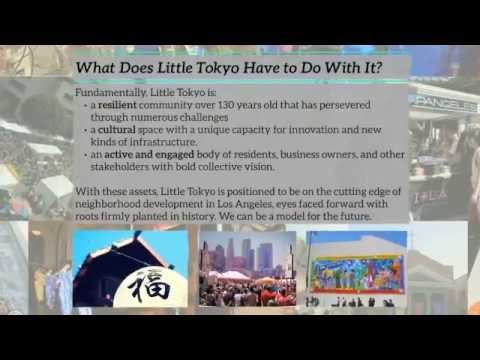 What Does Little Tokyo Have to Do With It?
Fundamentally, Little Tokyo is:
• a resilient community over 130 years old that has persevered
through numerous challenges
• a cultural space with a unique capacity for innovation and new
kinds of infrastructure.
• an active and engaged body of residents, business owners, and other
stakeholders with bold collective vision.
With these assets, Little Tokyo is positioned to be on the cutting edge of
neighborhood development in Los Angeles, eyes faced forward with
roots firmly planted in history. We can be a model for the future.
福